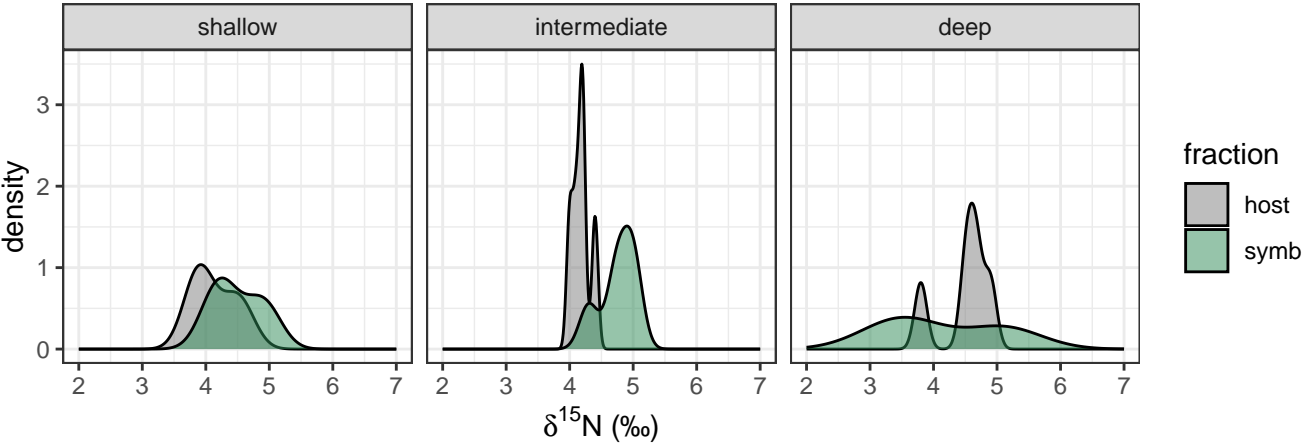 shallow
intermediate
deep
density
3
2
1
0
2 3 4 5 6 7
2 3 4 5 6 7
2 3 4 5 6 7
δ¹⁵N (‰)
fraction
host
symb